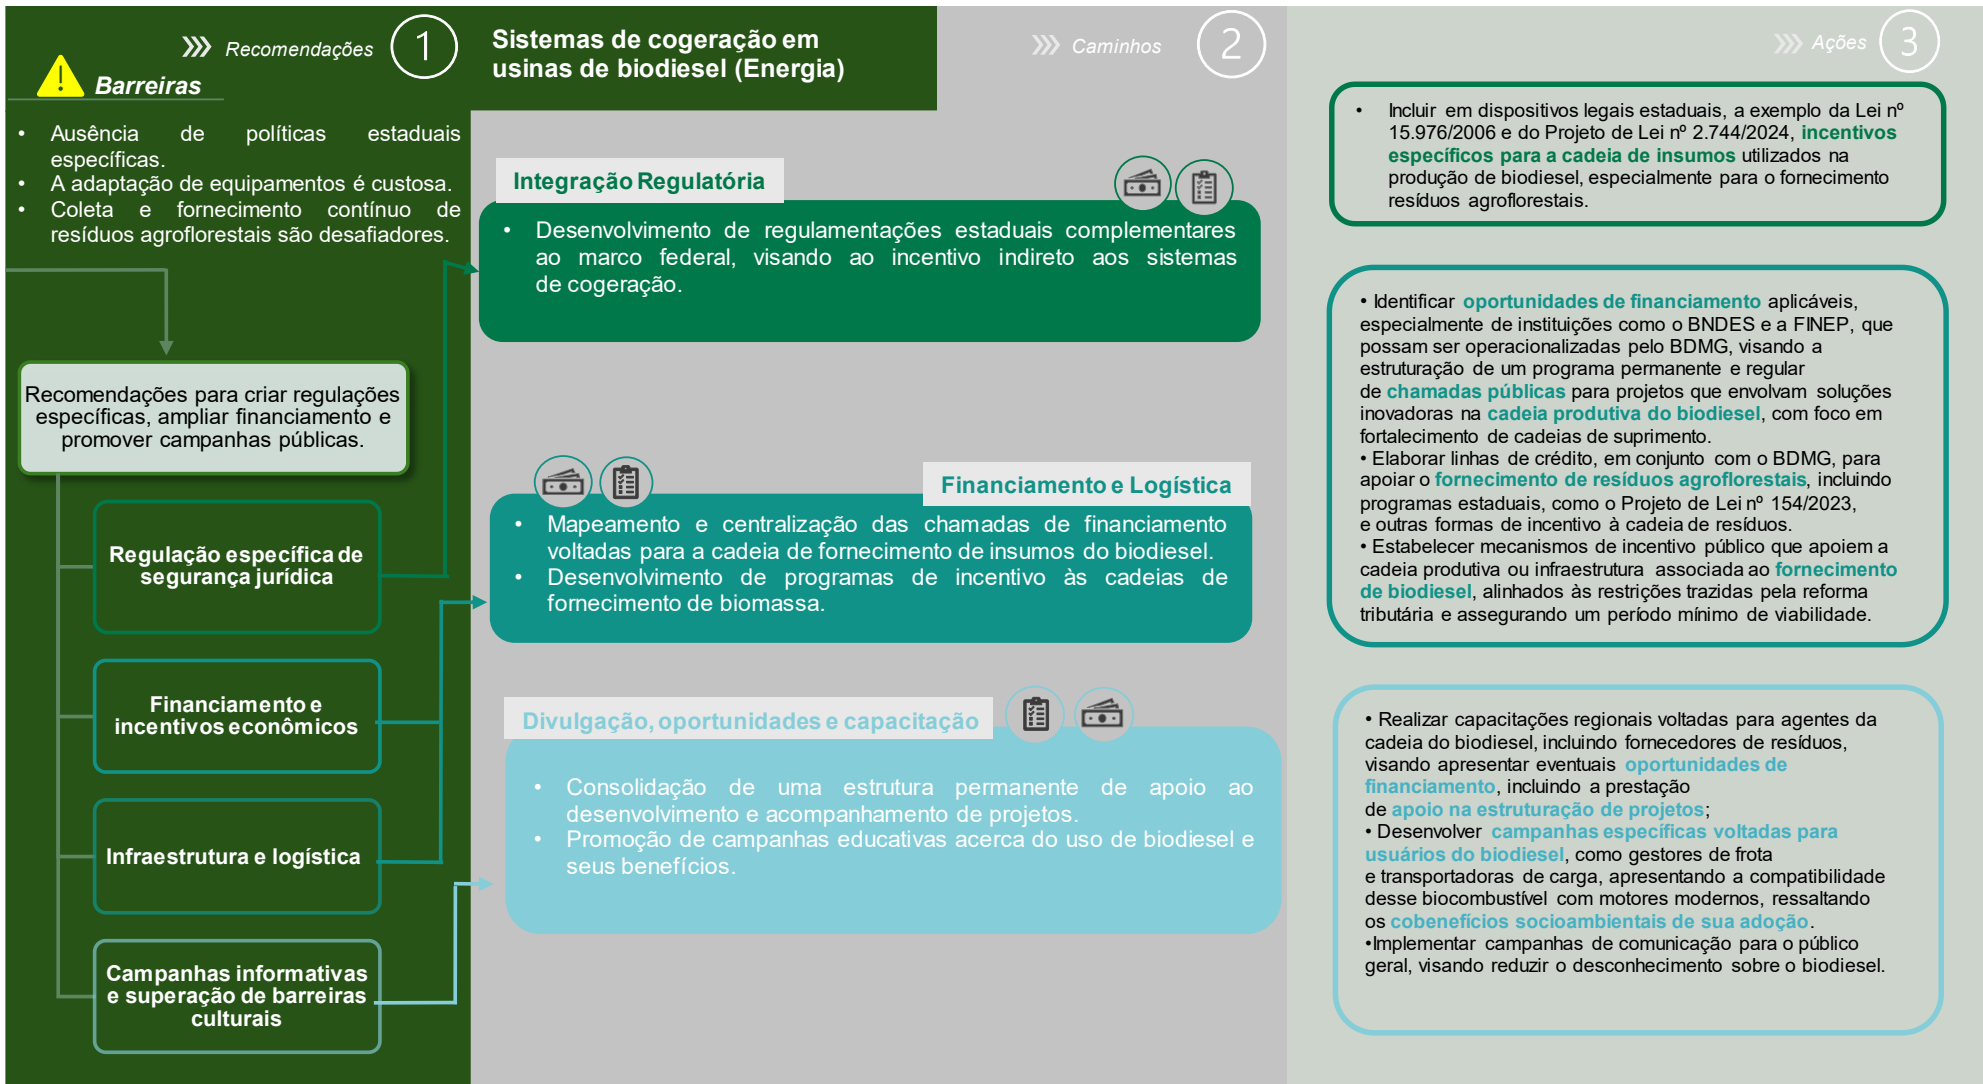 Recomendações 1
Barreiras
• Ausência de políticas estaduais
específicas.
• A adaptação de equipamentos é custosa.
• Coleta e fornecimento contínuo de
resíduos agroflorestais são desafiadores.
Recomendações para criar regulações
específicas, ampliar financiamento e
promover campanhas públicas.
Regulação específica de
segurança jurídica
Financiamento e
incentivos econômicos
Infraestrutura e logística
Campanhas informativas
e superação de barreiras
culturais
Sistemas de cogeração em
usinas de biodiesel (Energia)
Caminhos 2
Integração Regulatória
• Desenvolvimento de regulamentações estaduais complementares
ao marco federal, visando ao incentivo indireto aos sistemas
de cogeração.
Financiamento e Logística
• Mapeamento e centralização das chamadas de financiamento
voltadas para a cadeia de fornecimento de insumos do biodiesel.
• Desenvolvimento de programas de incentivo às cadeias de
fornecimento de biomassa.
Divulgação, oportunidades e capacitação
• Consolidação de uma estrutura permanente de apoio ao
desenvolvimento e acompanhamento de projetos.
• Promoção de campanhas educativas acerca do uso de biodiesel e
seus benefícios.
Ações 3
• Incluir em dispositivos legais estaduais, a exemplo da Lei nº
15.976/2006 e do Projeto de Lei nº 2.744/2024, incentivos
específicos para a cadeia de insumos utilizados na
produção de biodiesel, especialmente para o fornecimento
resíduos agroflorestais.
• Identificar oportunidades de financiamento aplicáveis,
especialmente de instituições como o BNDES e a FINEP, que
possam ser operacionalizadas pelo BDMG, visando a
estruturação de um programa permanente e regular
de chamadas públicas para projetos que envolvam soluções
inovadoras na cadeia produtiva do biodiesel, com foco em
fortalecimento de cadeias de suprimento.
• Elaborar linhas de crédito, em conjunto com o BDMG, para
apoiar o fornecimento de resíduos agroflorestais, incluindo
programas estaduais, como o Projeto de Lei nº 154/2023,
e outras formas de incentivo à cadeia de resíduos.
• Estabelecer mecanismos de incentivo público que apoiem a
cadeia produtiva ou infraestrutura associada ao fornecimento
de biodiesel, alinhados às restrições trazidas pela reforma
tributária e assegurando um período mínimo de viabilidade.
• Realizar capacitações regionais voltadas para agentes da
cadeia do biodiesel, incluindo fornecedores de resíduos,
visando apresentar eventuais oportunidades de
financiamento, incluindo a prestação
de apoio na estruturação de projetos;
• Desenvolver campanhas específicas voltadas para
usuários do biodiesel, como gestores de frota
e transportadoras de carga, apresentando a compatibilidade
desse biocombustível com motores modernos, ressaltando
os cobenefícios socioambientais de sua adoção.
•Implementar campanhas de comunicação para o público
geral, visando reduzir o desconhecimento sobre o biodiesel.